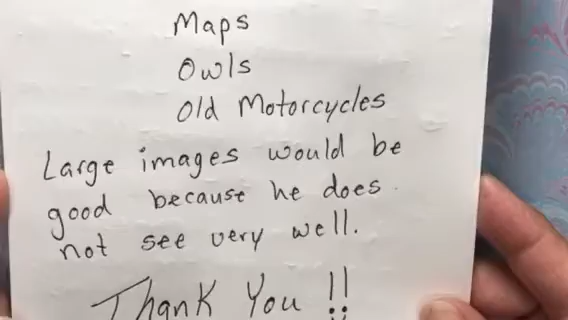 Maps
Owls
Old Motorcycles
Large images would be
good because he does
not see very well.
Thank You !!